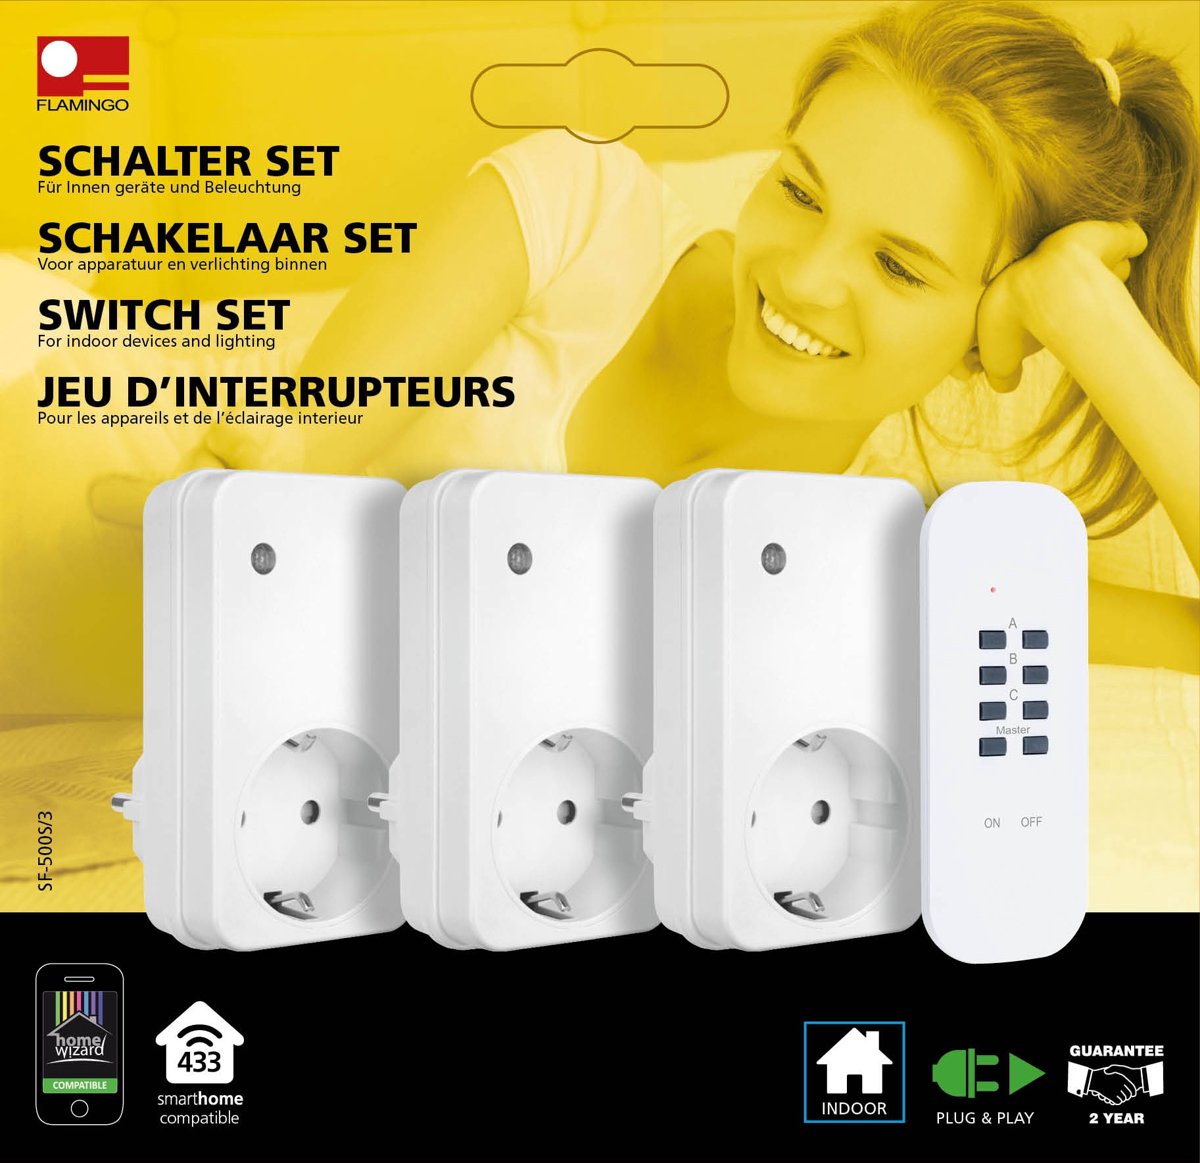 FLAMINGO
SCHALTER SET
Für Innen geräte und Beleuchtung
SCHAKELAAR SET
Voor apparatuur en verlichting binnen
SWITCH SET
For indoor devices and lighting
JEU D'INTERRUPTEURS
Pour les appareils et de l'éclairage interieur
A
B
C
Master
ON OFF
SF-500S/3
home
wizard
COMPATIBLE
433
smarthome
compatible
INDOOR
PLUG & PLAY
GUARANTEE
2 YEAR